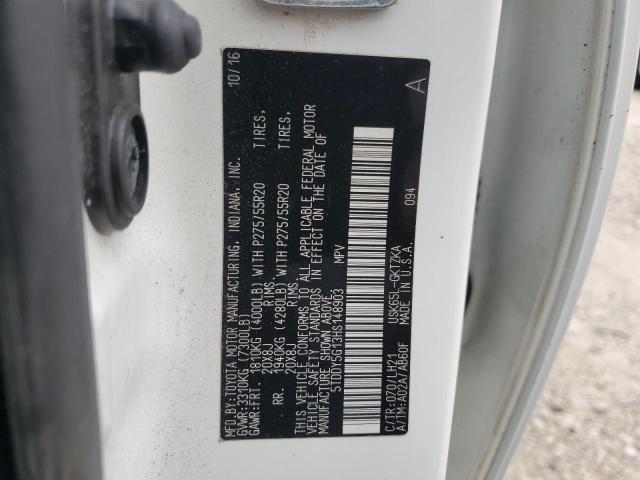 MFD.BY:TOYOTA MOTOR MANUFACTURING, INDIANA, INC. 10/16
GVWR:3310KG (7300LB)
GAWR:FRT. 1810KG (4000LB) WITH P275/55R20 TIRES,
20X8J RIMS
RR. 1940KG (4280LB) WITH P275/55R20 TIRES,
20X8J RIMS
THIS VEHICLE CONFORMS TO ALL APPLICABLE FEDERAL MOTOR
VEHICLE SAFETY STANDARDS IN EFFECT ON THE DATE OF
MANUFACTURE SHOWN ABOVE.
5TDDY5G13HS148903 MPV
A
C/TR:070/LH21 USK65L-GKTZKA 094
A/TM:A02A/AB60F MADE IN U.S.A.